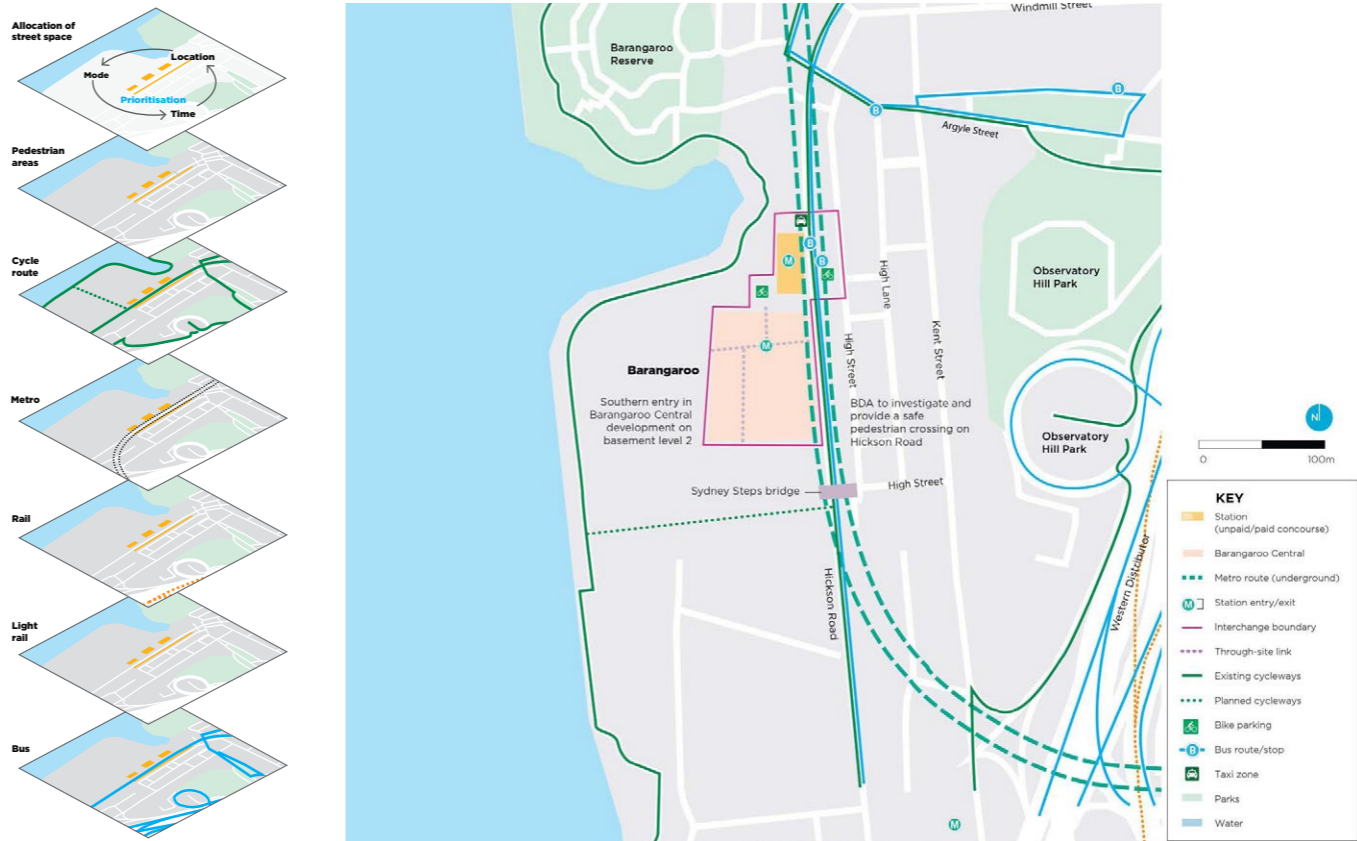 Allocation of
street space
Location
Mode
Prioritisation
Time
Pedestrian
areas
Cycle
route
Metro
Rail
Light
rail
Bus
Windmill Street
Barangaroo
Reserve
B
B
Argyle Street
B
M
B
Observatory
Hill Park
High Lane
Kent Street
M
High Street
Barangaroo
Southern entry in
Barangaroo Central
development on
basement level 2
BDA to investigate and
provide a safe
pedestrian crossing on
Hickson Road
Observatory
Hill Park
Sydney Steps bridge
High Street
Hickson Road
Western Distributor
M
N
0
100m
KEY
Station
(unpaid/paid concourse)
Barangaroo Central
Metro route (underground)
M
Station entry/exit
Interchange boundary
Through-site link
Existing cycleways
Planned cycleways
Bike parking
B
Bus route/stop
Taxi zone
Parks
Water